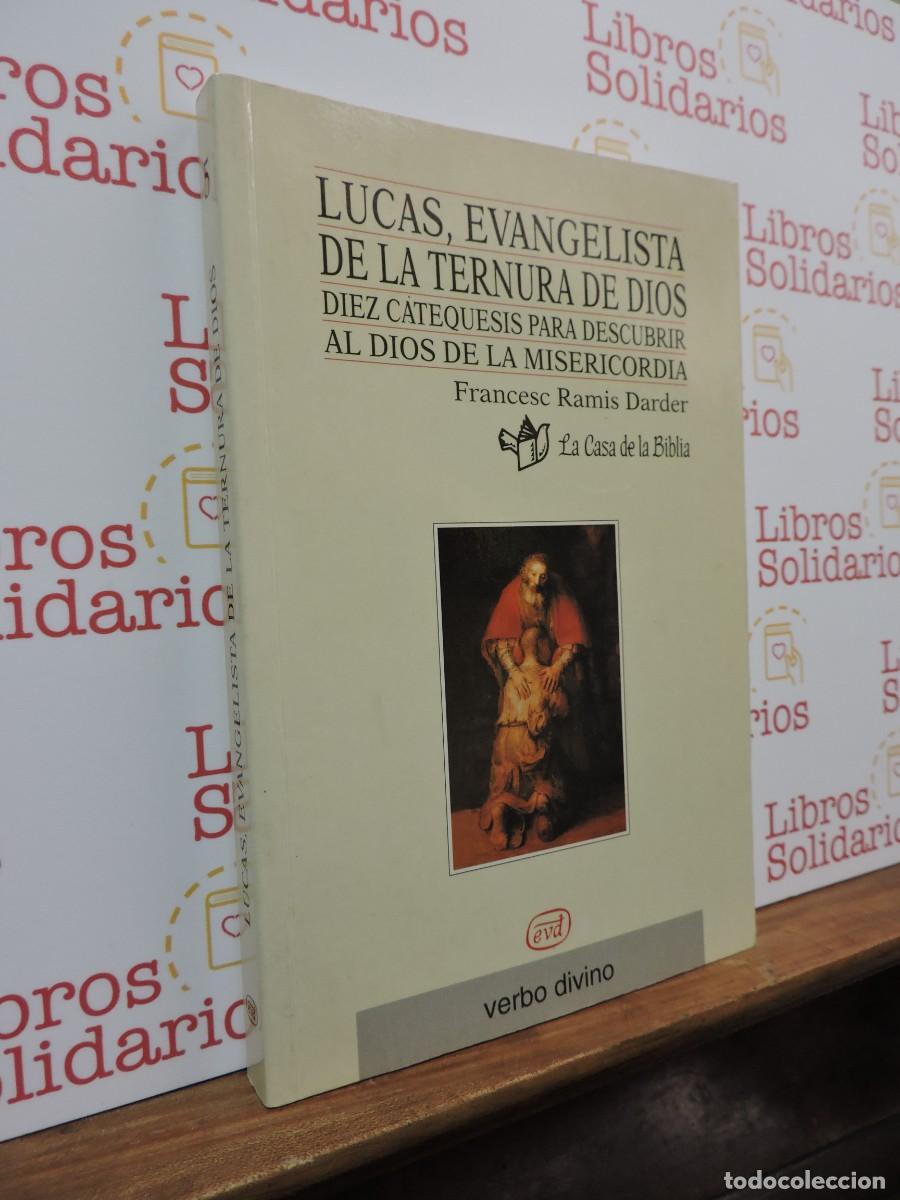 LUCAS, EVANGELISTA
DE LA TERNURA DE DIOS
DIEZ CATEQUESIS PARA DESCUBRIR
AL DIOS DE LA MISERICORDIA
Francesc Ramis Darder
La Casa de la Biblia
evd
verbo divino
LUCAS, EVANGELISTA DE LA TERNURA DE DIOS
evd
Libros
Solidarios
Libros
Solidarios
Libros
Solidarios
Libros
Solidarios
Libros
Solidarios
todocoleccion